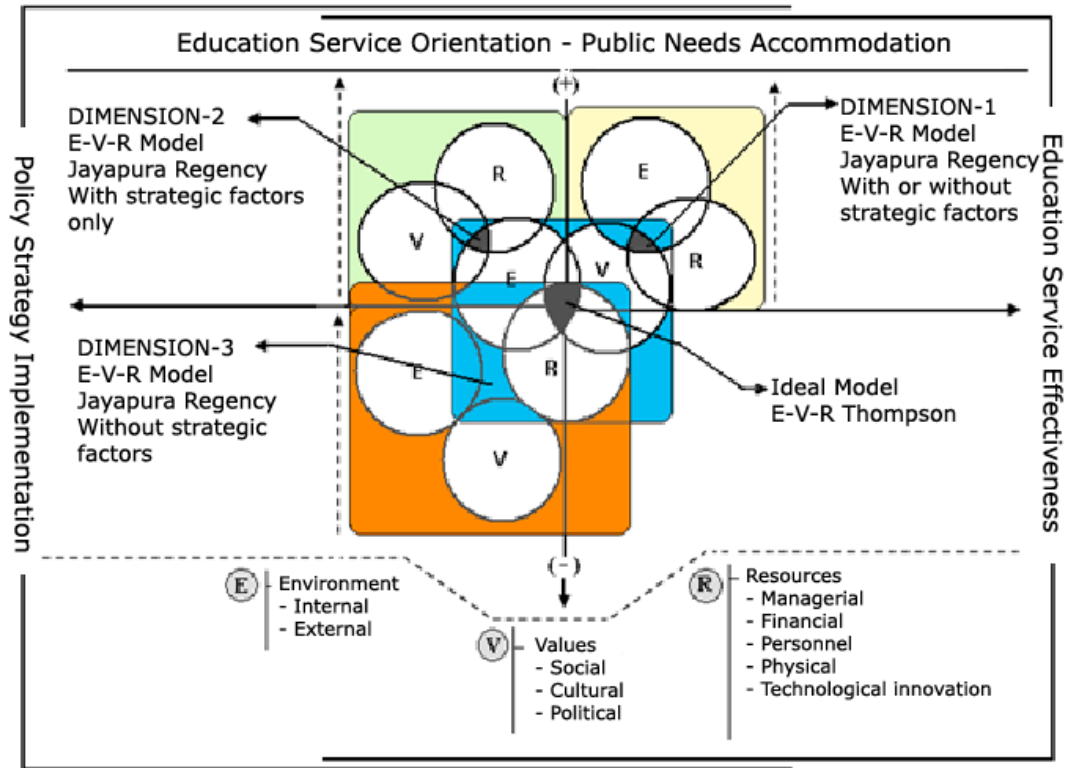 Education Service Orientation - Public Needs Accommodation
(+)
DIMENSION-2
E-V-R Model
Jayapura Regency
With strategic factors
only
DIMENSION-1
E-V-R Model
Jayapura Regency
With or without
strategic factors
Policy Strategy Implementation
Education Service Effectiveness
R
E
V
R
E
V
DIMENSION-3
E-V-R Model
Jayapura Regency
Without strategic
factors
E
R
V
Ideal Model
E-V-R Thompson
(-)
E
Environment
- Internal
- External
V
Values
- Social
- Cultural
- Political
R
Resources
- Managerial
- Financial
- Personnel
- Physical
- Technological innovation